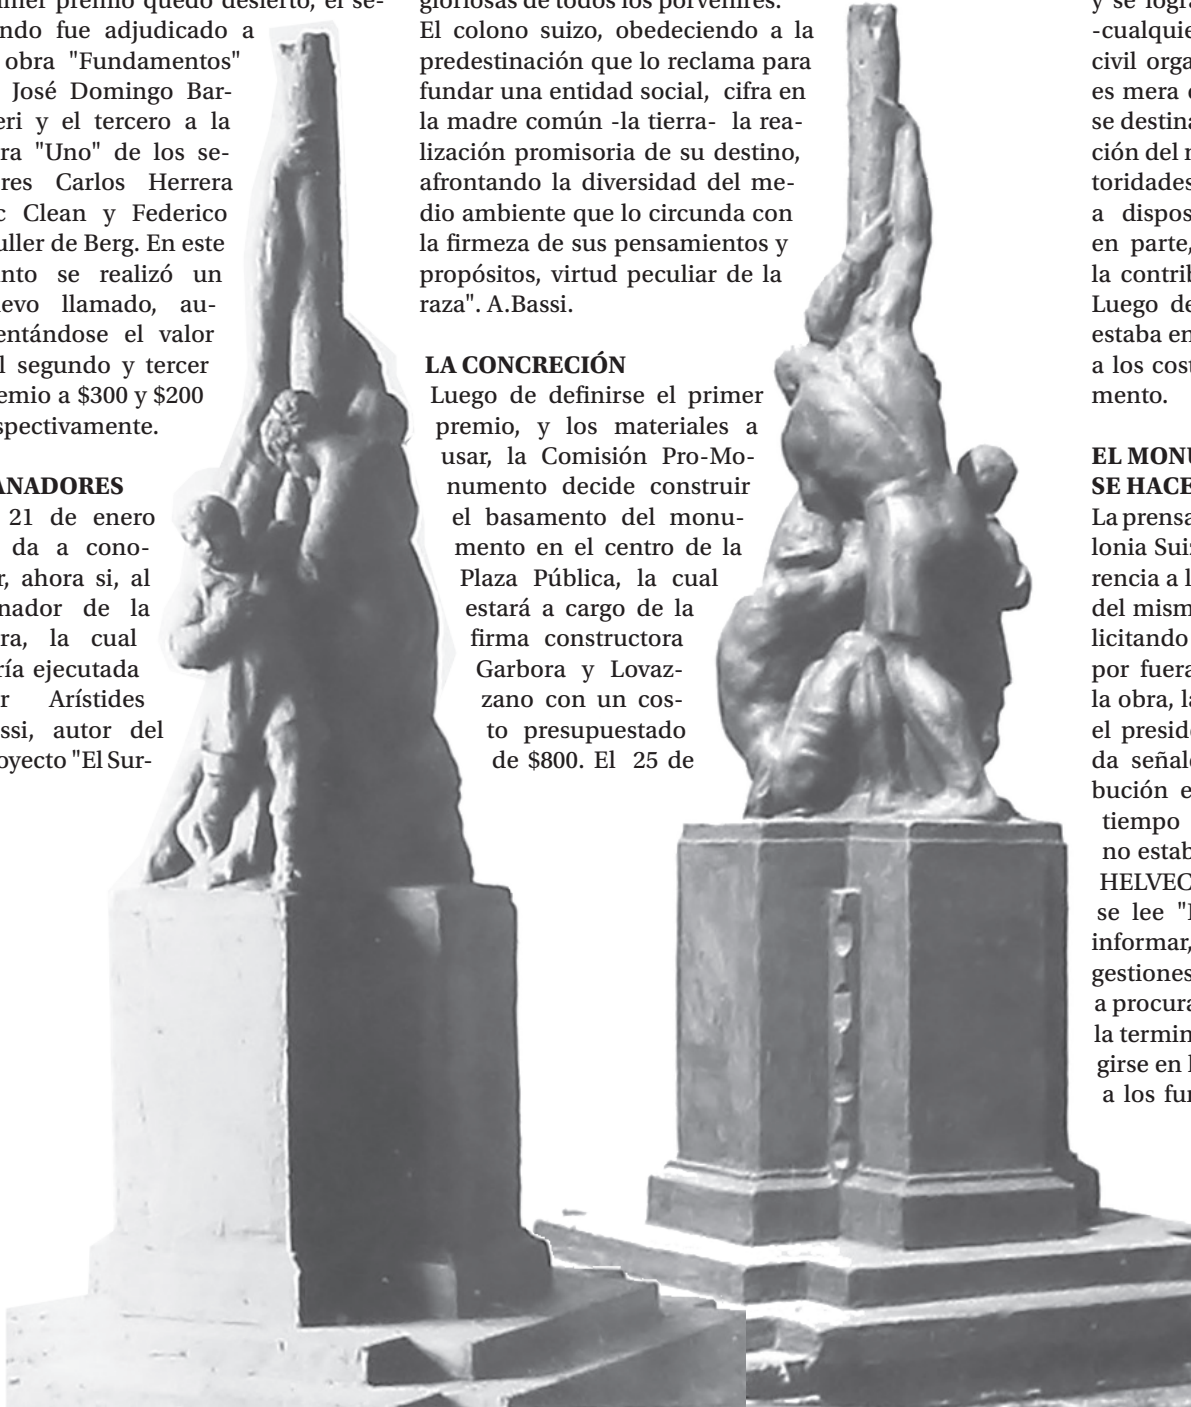 premio quedó desierto, el se-
ndo fue adjudicado a
obra "Fundamentos"
José Domingo Bar-
eri y el tercero a la
ra "Uno" de los se-
res Carlos Herrera
c Clean y Federico
uller de Berg. En este
nto se realizó un
evo llamado, au-
entándose el valor
l segundo y tercer
emio a $300 y $200
spectivamente.
ANADORES
21 de enero
da a cono-
r, ahora si, al
nador de la
ra, la cual
ría ejecutada
r Arístides
ssi, autor del
oyecto "El Sur-
gloriosas de todos los porvenires.
El colono suizo, obedeciendo a la
predestinación que lo reclama para
fundar una entidad social, cifra en
la madre común -la tierra- la rea-
lización promisoria de su destino,
afrontando la diversidad del me-
dio ambiente que lo circunda con
la firmeza de sus pensamientos y
propósitos, virtud peculiar de la
raza". A.Bassi.
LA CONCRECIÓN
Luego de definirse el primer
premio, y los materiales a
usar, la Comisión Pro-Mo-
numento decide construir
el basamento del monu-
mento en el centro de la
Plaza Pública, la cual
estará a cargo de la
firma constructora
Garbora y Lovaz-
zano con un cos-
to presupuestado
de $800. El 25 de
y se logra
-cualquie
civil orga
es mera
se destina
ción del
toridades
a dispos
en parte,
la contrib
Luego de
estaba en
a los cost
mento.
EL MONU
SE HACE
La prensa
lonia Suiz
rencia a l
del mism
licitando
por fuera
la obra, la
el preside
da señal
bución e
tiempo
no estab
HELVEC
se lee "
informar,
gestiones
a procura
la termin
girse en l
a los fur